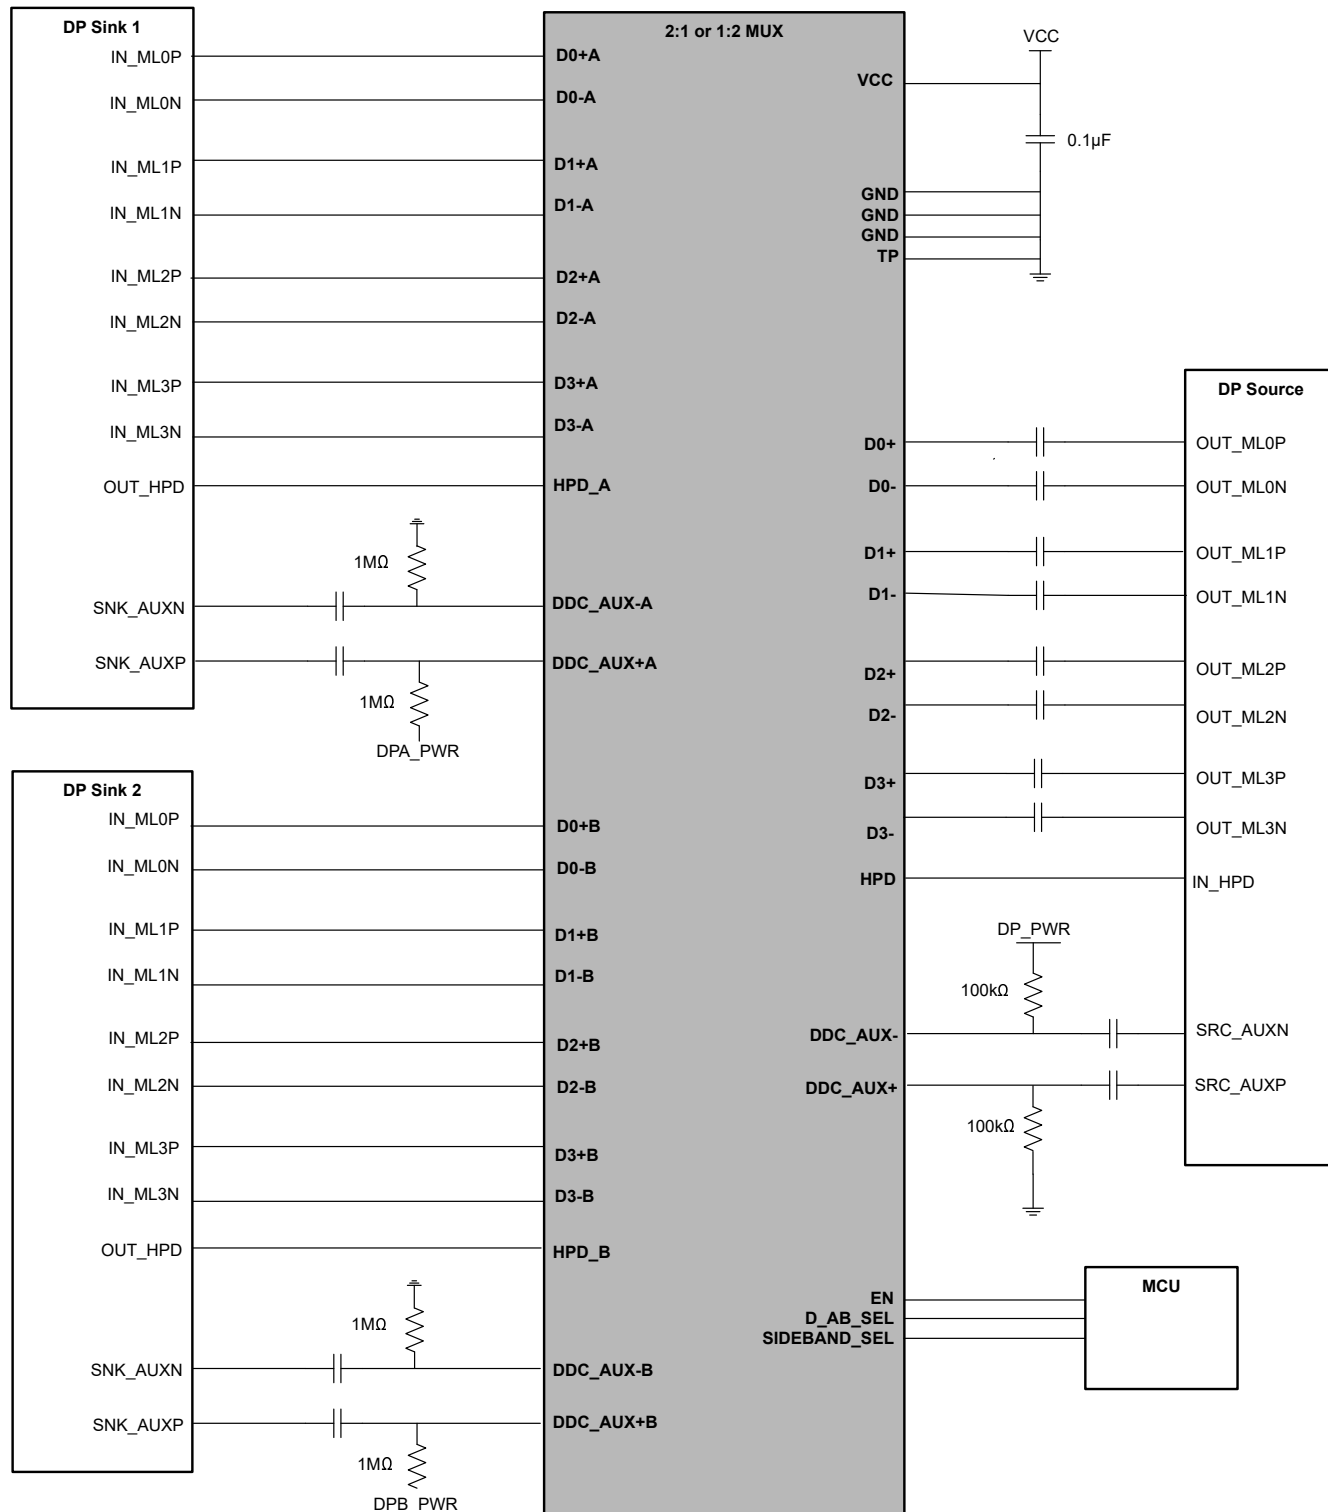 DP Sink 1
IN_ML0P
IN_ML0N
IN_ML1P
IN_ML1N
IN_ML2P
IN_ML2N
IN_ML3P
IN_ML3N
OUT_HPD
SNK_AUXN
SNK_AUXP
1MΩ
1MΩ
DPA_PWR
DP Sink 2
IN_ML0P
IN_ML0N
IN_ML1P
IN_ML1N
IN_ML2P
IN_ML2N
IN_ML3P
IN_ML3N
OUT_HPD
SNK_AUXN
SNK_AUXP
1MΩ
1MΩ
DPB_PWR
2:1 or 1:2 MUX
D0+A
D0-A
D1+A
D1-A
D2+A
D2-A
D3+A
D3-A
HPD_A
DDC_AUX-A
DDC_AUX+A
D0+B
D0-B
D1+B
D1-B
D2+B
D2-B
D3+B
D3-B
HPD_B
DDC_AUX-B
DDC_AUX+B
VCC
GND
GND
GND
TP
D0+
D0-
D1+
D1-
D2+
D2-
D3+
D3-
HPD
DDC_AUX-
DDC_AUX+
EN
D_AB_SEL
SIDEBAND_SEL
VCC
0.1µF
DP_PWR
100kΩ
100kΩ
DP Source
OUT_ML0P
OUT_ML0N
OUT_ML1P
OUT_ML1N
OUT_ML2P
OUT_ML2N
OUT_ML3P
OUT_ML3N
IN_HPD
SRC_AUXN
SRC_AUXP
MCU